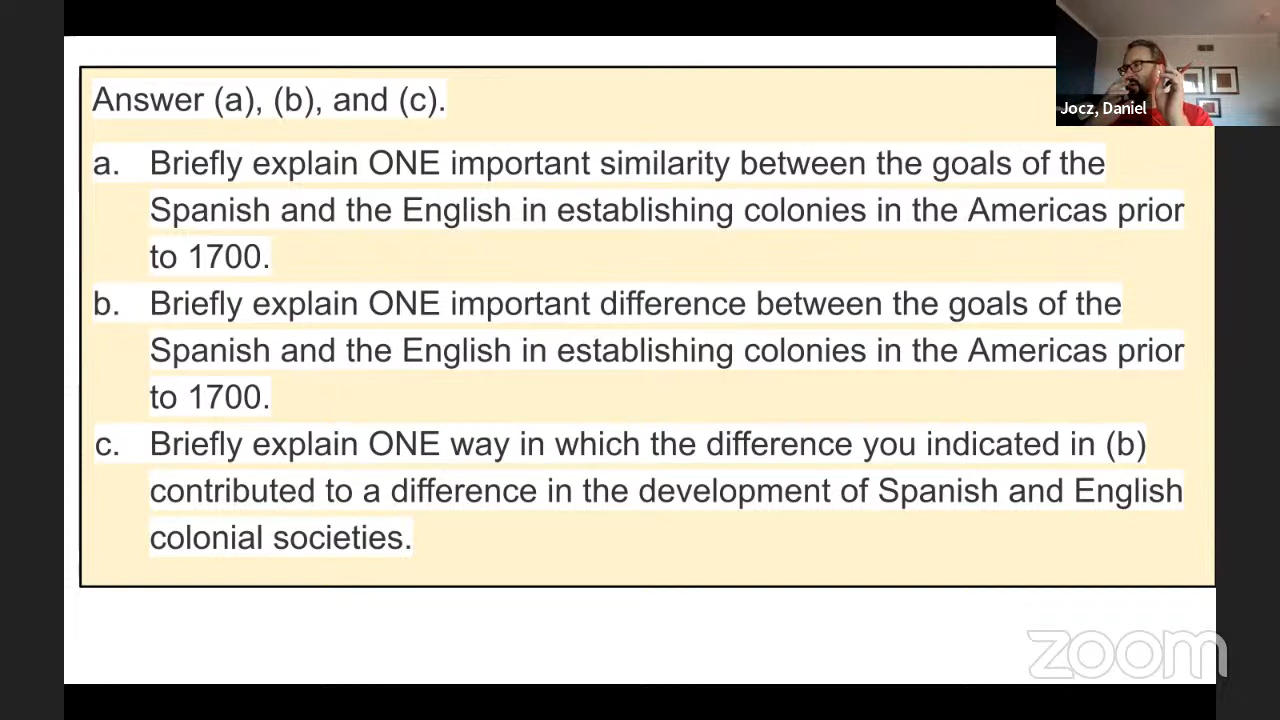 Answer (a), (b), and (c).
a. Briefly explain ONE important similarity between the goals of the
Spanish and the English in establishing colonies in the Americas prior
to 1700.
b. Briefly explain ONE important difference between the goals of the
Spanish and the English in establishing colonies in the Americas prior
to 1700.
c. Briefly explain ONE way in which the difference you indicated in (b)
contributed to a difference in the development of Spanish and English
colonial societies.
Jocz, Daniel
zoom